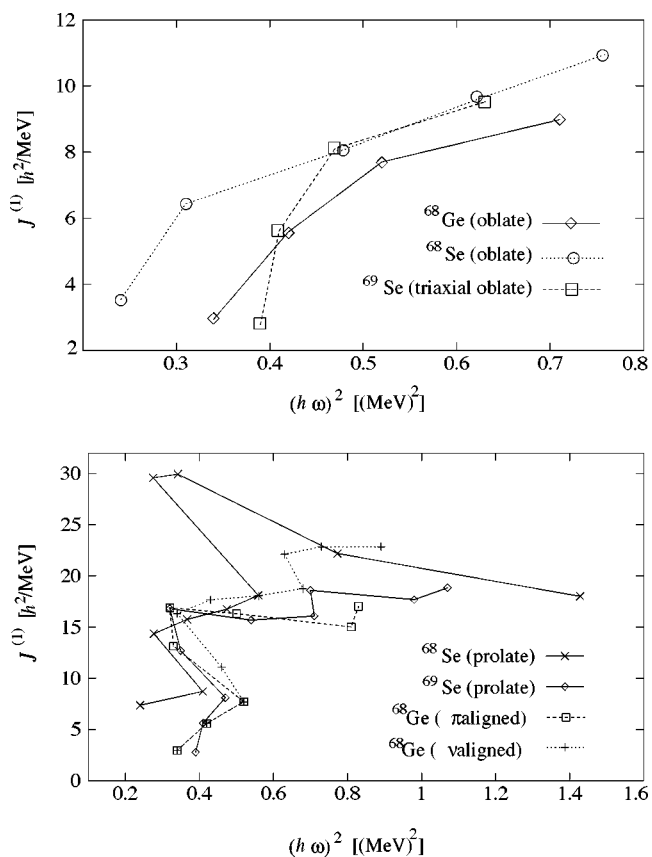 12
10
8
6
4
2
J (1) [ħ²/MeV]
68Ge (oblate)
68Se (oblate)
69Se (triaxial oblate)
0.3 0.4 0.5 0.6 0.7 0.8
(h ω)² [(MeV)²]
30
25
20
15
10
5
0
J (1) [ħ²/MeV]
68Se (prolate)
69Se (prolate)
68Ge ( πaligned)
68Ge ( νaligned)
0.2 0.4 0.6 0.8 1 1.2 1.4 1.6
(h ω)² [(MeV)²]